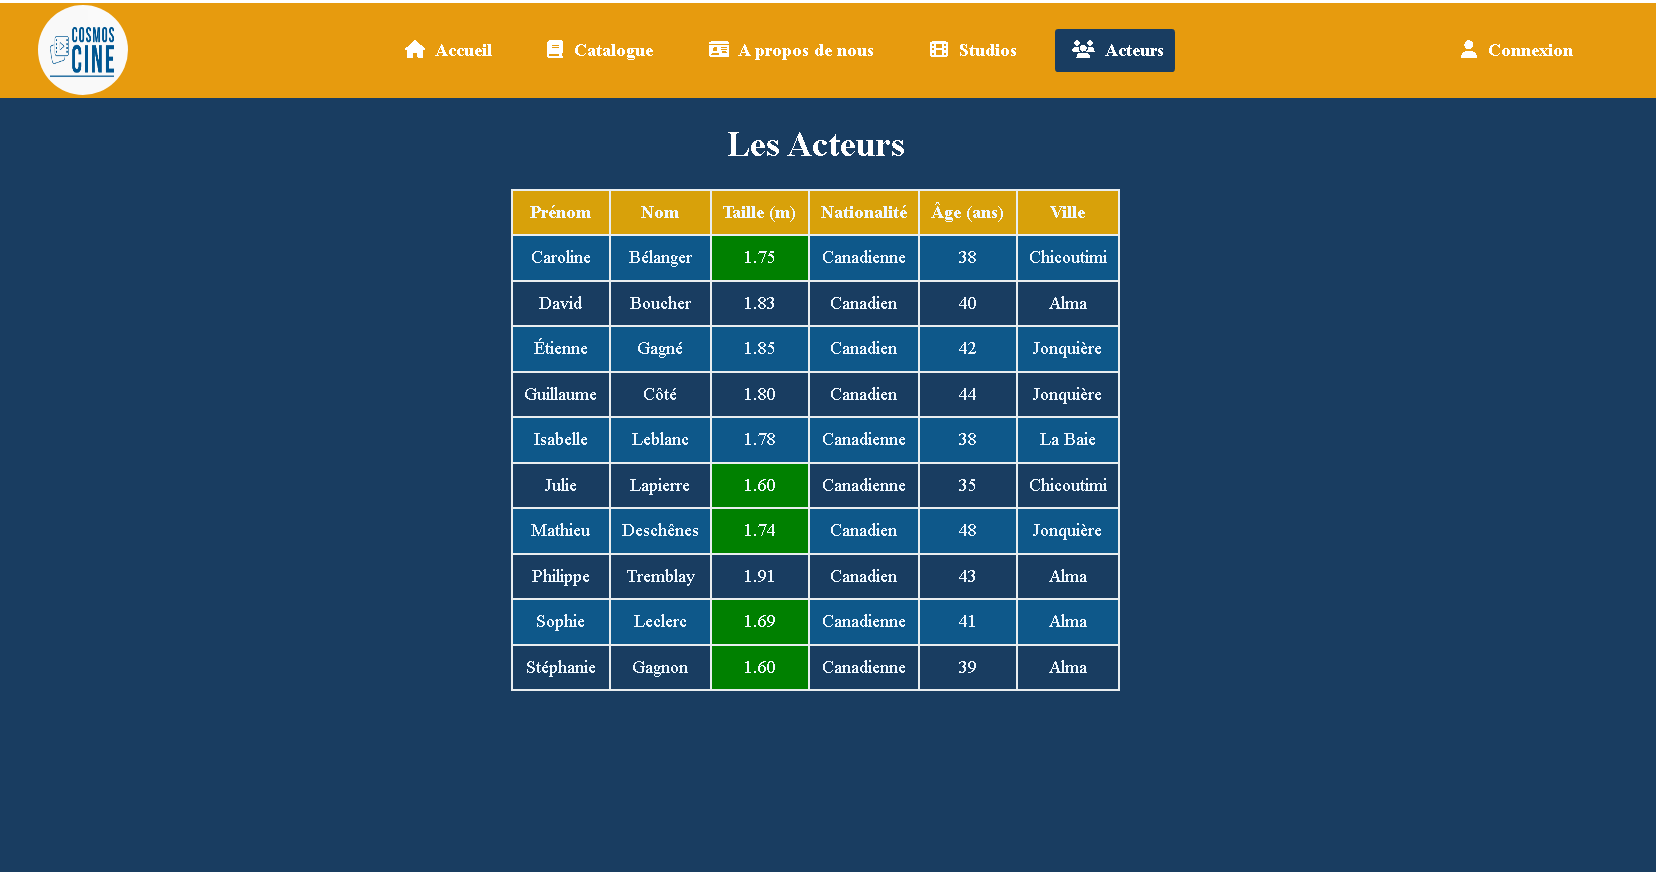 COSMOS
CINE
Accueil Catalogue A propos de nous Studios Acteurs Connexion
Les Acteurs
Prénom Nom Taille (m) Nationalité Âge (ans) Ville
Caroline Bélanger 1.75 Canadienne 38 Chicoutimi
David Boucher 1.83 Canadien 40 Alma
Étienne Gagné 1.85 Canadien 42 Jonquière
Guillaume Côté 1.80 Canadien 44 Jonquière
Isabelle Leblanc 1.78 Canadienne 38 La Baie
Julie Lapierre 1.60 Canadienne 35 Chicoutimi
Mathieu Deschênes 1.74 Canadien 48 Jonquière
Philippe Tremblay 1.91 Canadien 43 Alma
Sophie Leclerc 1.69 Canadienne 41 Alma
Stéphanie Gagnon 1.60 Canadienne 39 Alma